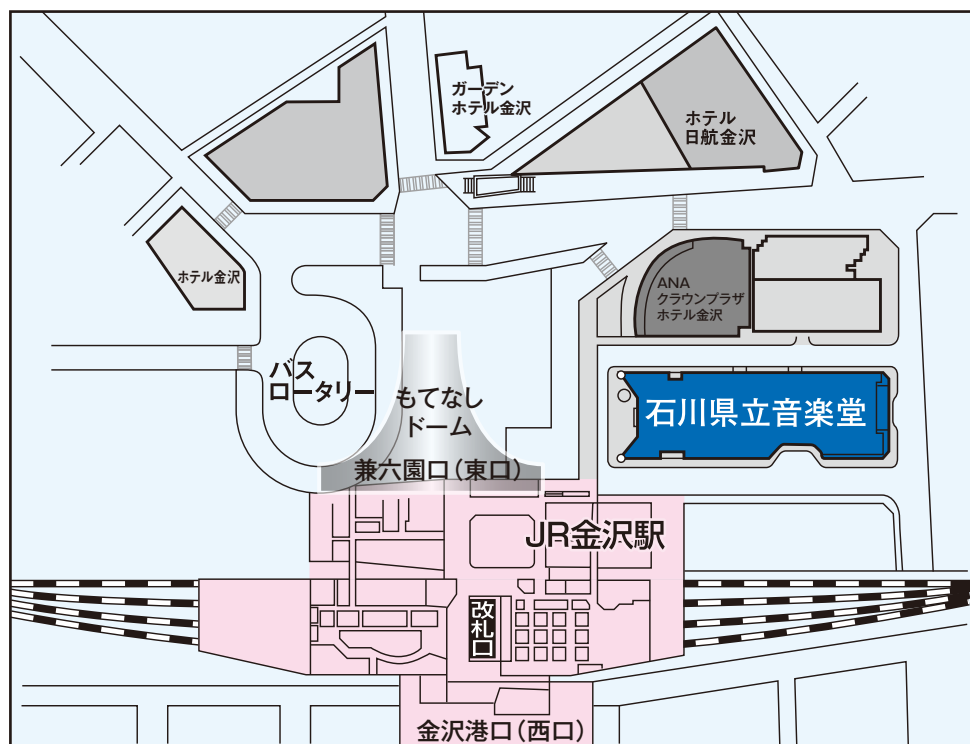 ガーデン
ホテル金沢
ホテル
日航金沢
ホテル金沢
ANA
クラウンプラザ
ホテル金沢
バス
ロータリー
もてなし
ドーム
石川県立音楽堂
兼六園口（東口）
JR金沢駅
改札口
金沢港口（西口）